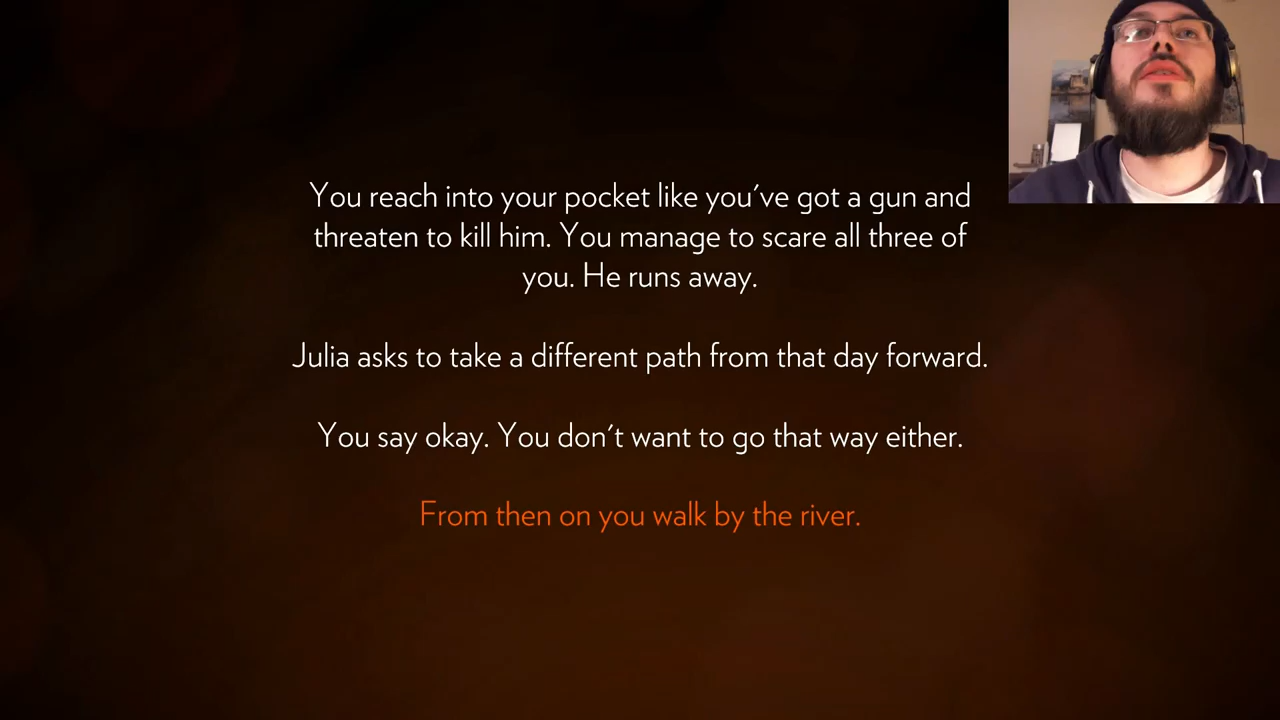 You reach into your pocket like you've got a gun and
threaten to kill him. You manage to scare all three of
you. He runs away.
Julia asks to take a different path from that day forward.
You say okay. You don't want to go that way either.
From then on you walk by the river.